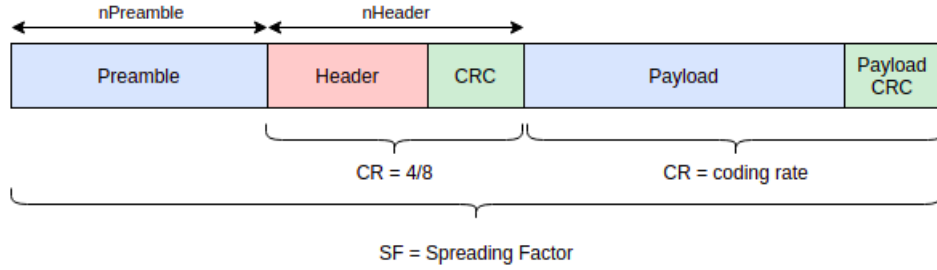 nPreamble
nHeader
Preamble
Header
CRC
Payload
Payload
CRC
CR = 4/8
CR = coding rate
SF = Spreading Factor